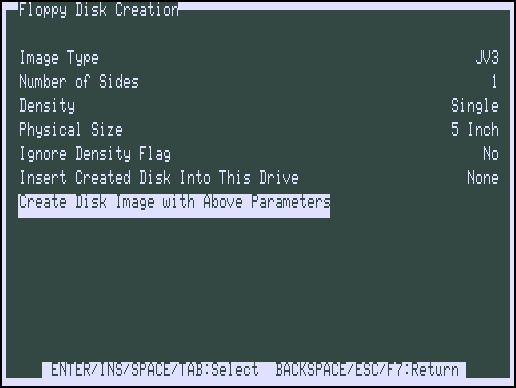 Floppy Disk Creation
Image Type JV3
Number of Sides 1
Density Single
Physical Size 5 Inch
Ignore Density Flag No
Insert Created Disk Into This Drive None
Create Disk Image with Above Parameters
ENTER/INS/SPACE/TAB:Select BACKSPACE/ESC/F7:Return